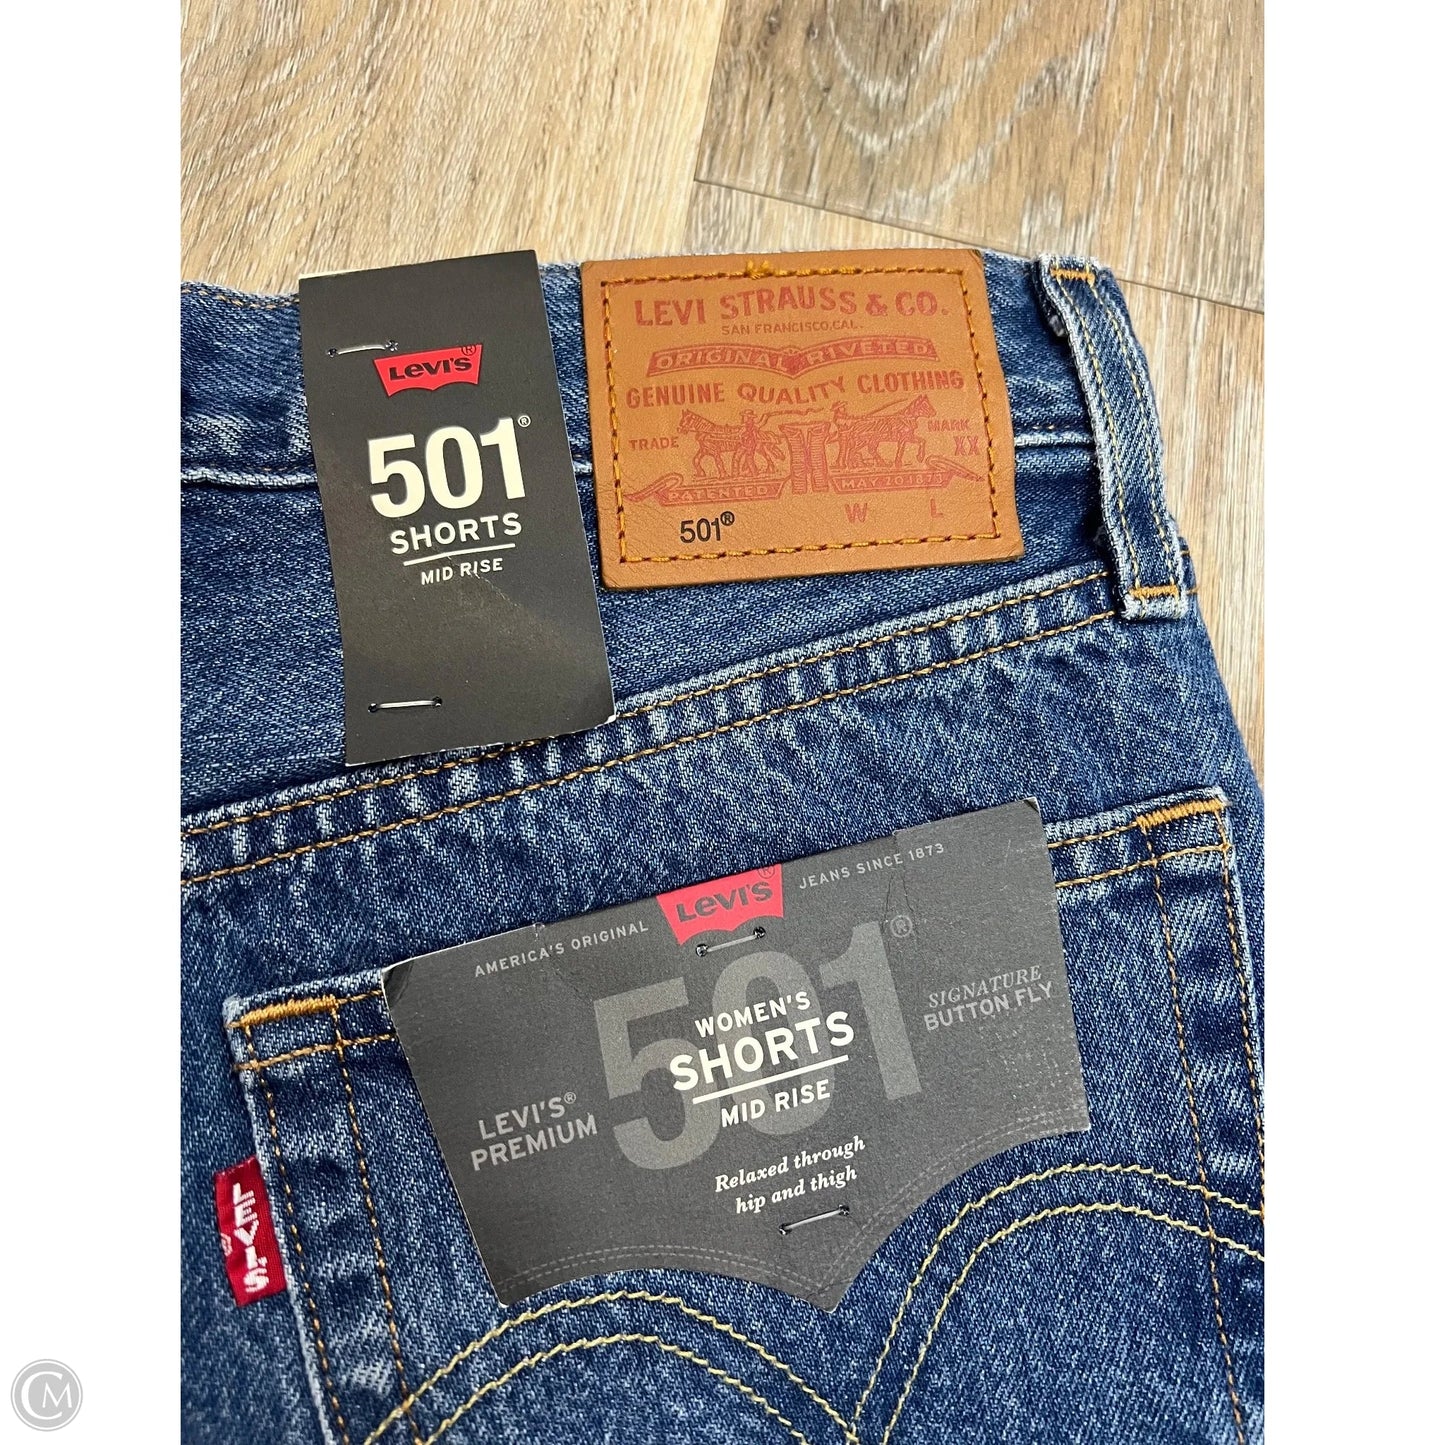 Levi's®
501®
SHORTS
MID RISE
LEVI STRAUSS & CO.
SAN FRANCISCO, CAL.
ORIGINAL RIVETED
GENUINE QUALITY CLOTHING
TRADE MARK
XX
PATENTED MAY 20 1873
501® W L
AMERICA'S ORIGINAL Levi's® JEANS SINCE 1873
501®
WOMEN'S
SHORTS
MID RISE
SIGNATURE
BUTTON FLY
LEVI'S®
PREMIUM
Relaxed through
hip and thigh
LEVI'S®
CM